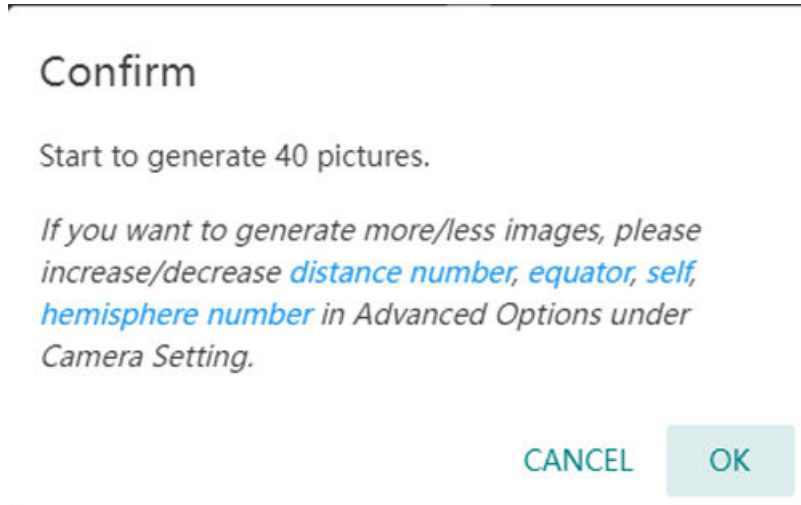 Confirm
Start to generate 40 pictures.
If you want to generate more/less images, please
increase/decrease distance number, equator, self,
hemisphere number in Advanced Options under
Camera Setting.
CANCEL OK